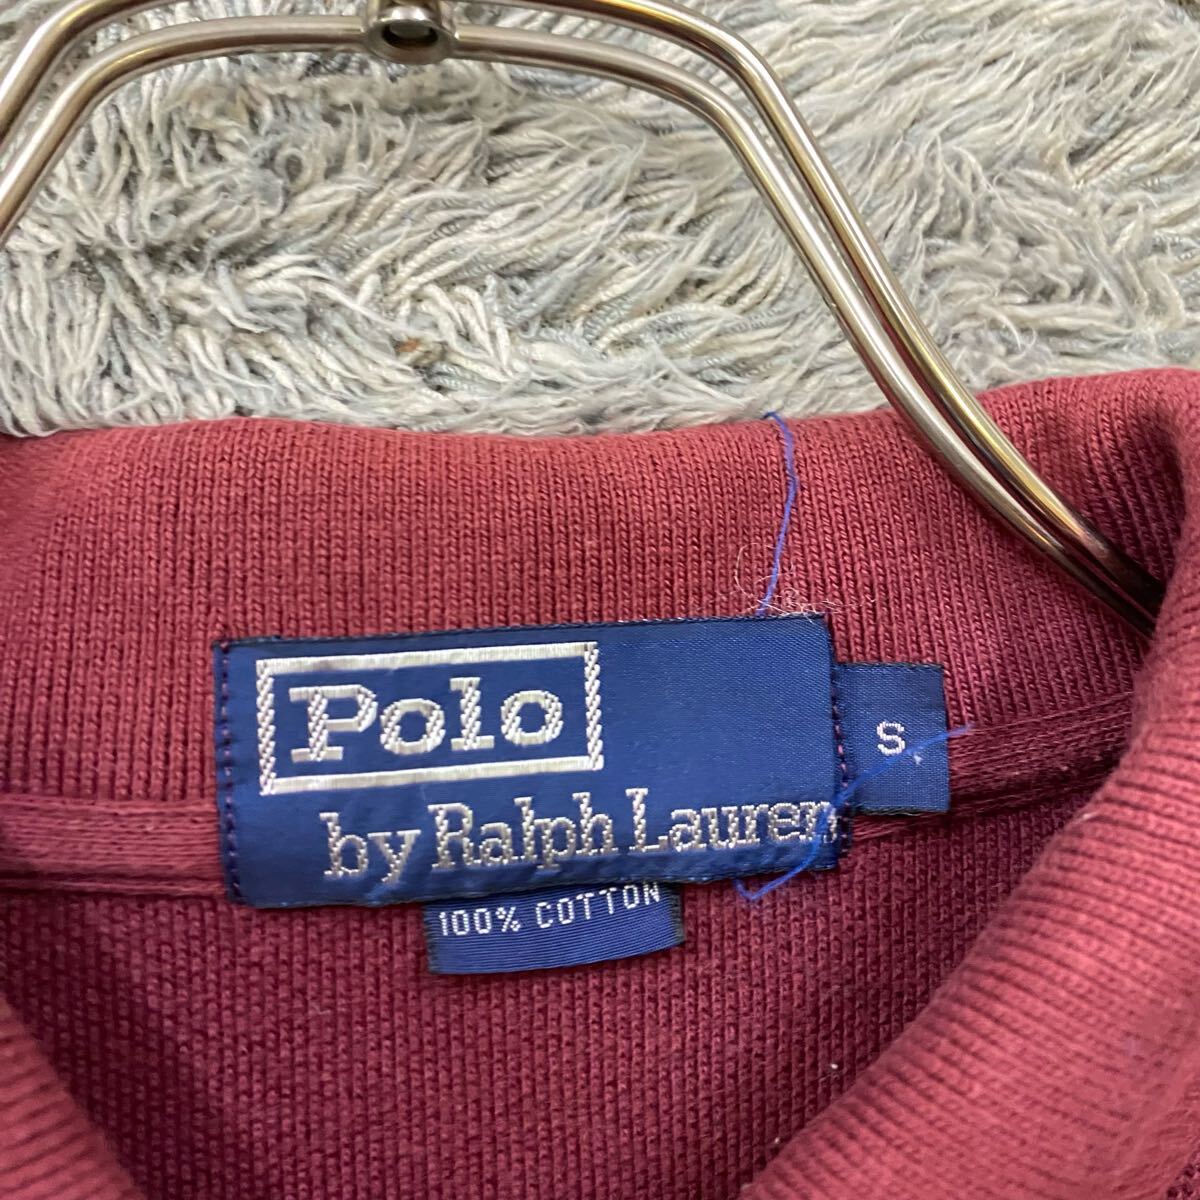 Polo
by Ralph Lauren
S
100% COTTON